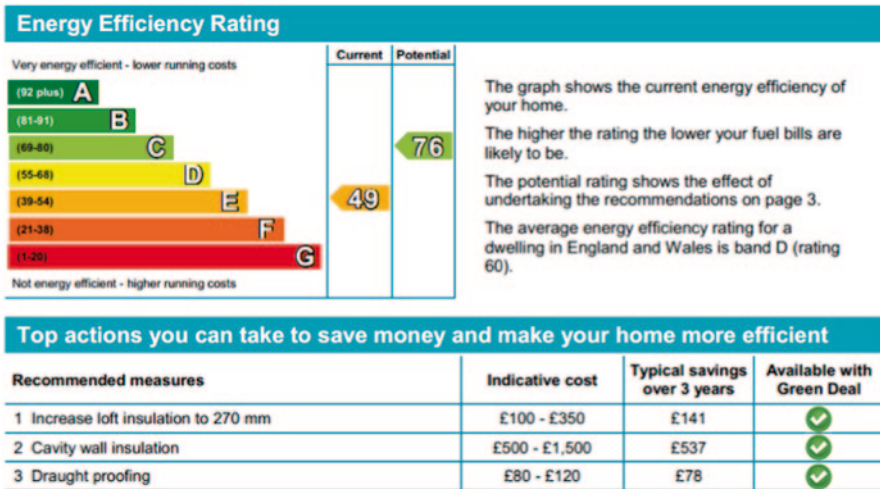 Energy Efficiency Rating
Very energy efficient - lower running costs
Current Potential
(92 plus) A
(81-91) B
(69-80) C
(55-68) D
(39-54) E
(21-38) F
(1-20) G
76
49
Not energy efficient - higher running costs
The graph shows the current energy efficiency of
your home.
The higher the rating the lower your fuel bills are
likely to be.
The potential rating shows the effect of
undertaking the recommendations on page 3.
The average energy efficiency rating for a
dwelling in England and Wales is band D (rating
60).
Top actions you can take to save money and make your home more efficient
Recommended measures Indicative cost Typical savings over 3 years Available with Green Deal
1 Increase loft insulation to 270 mm £100 - £350 £141
2 Cavity wall insulation £500 - £1,500 £537
3 Draught proofing £80 - £120 £78